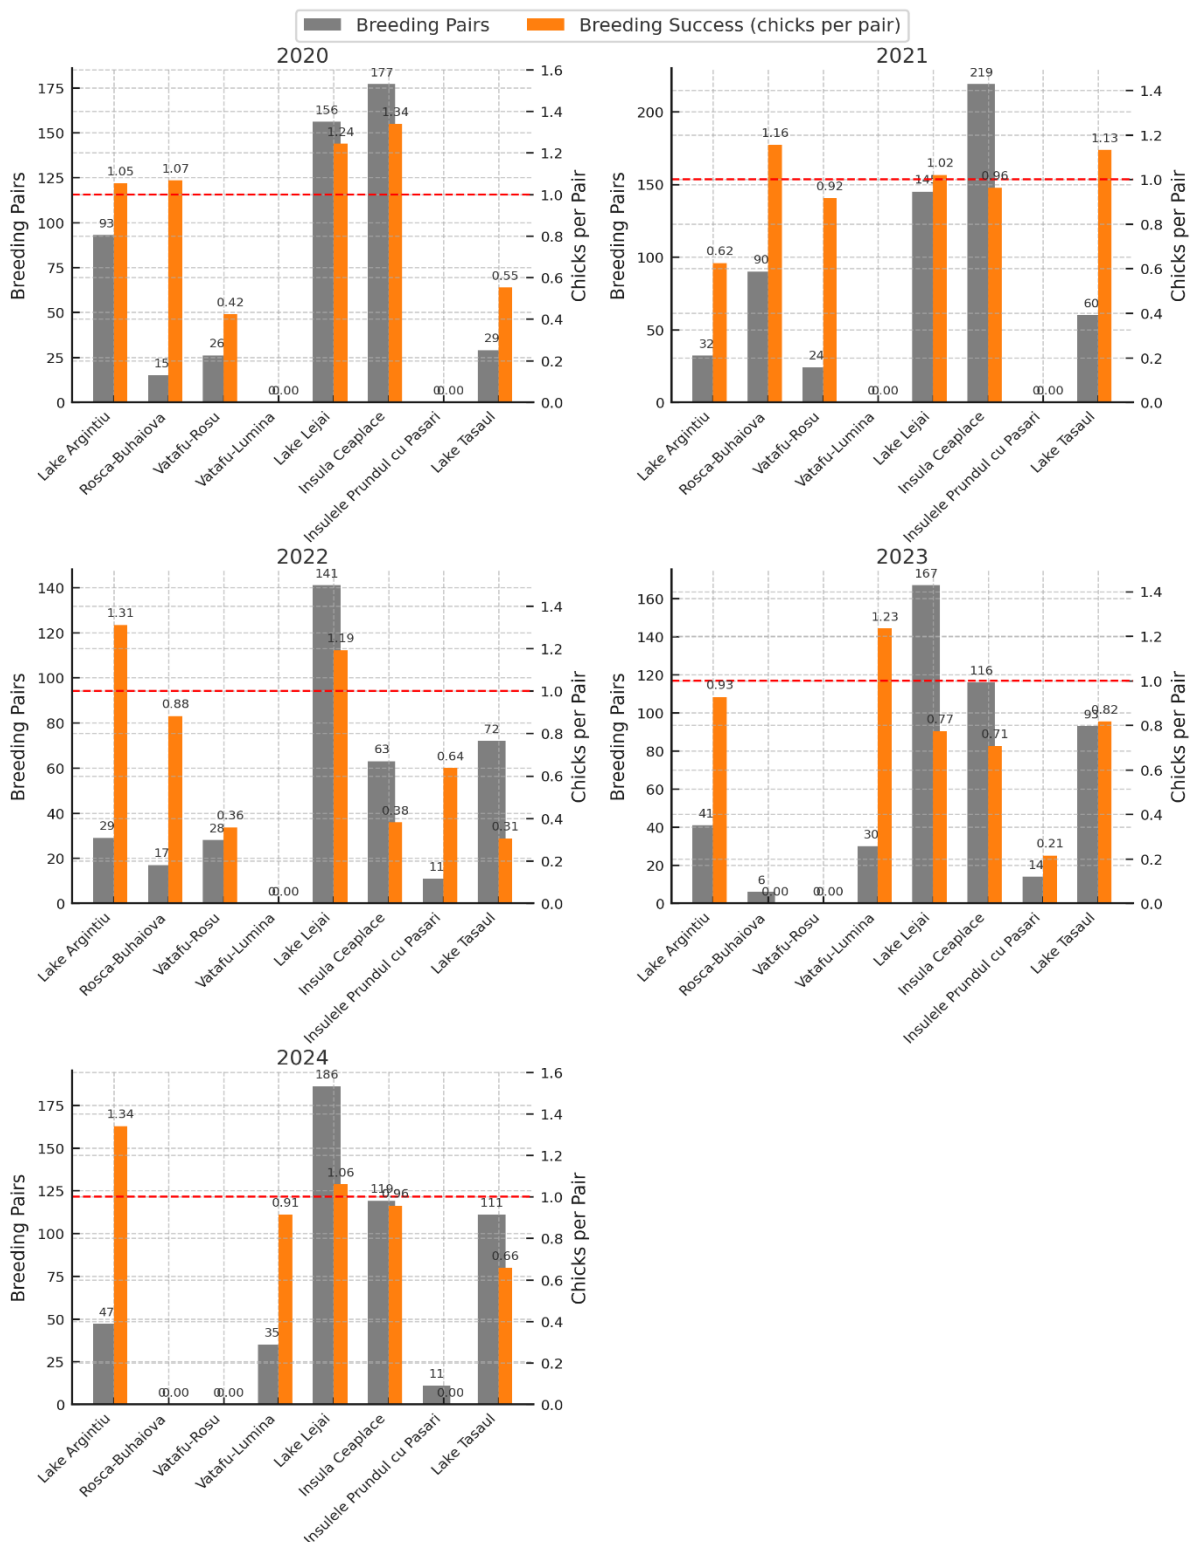 Breeding Pairs Breeding Success (chicks per pair)
2020
Breeding Pairs
Chicks per Pair
175
150
125
100
75
50
25
0
1.6
1.4
1.2
1.0
0.8
0.6
0.4
0.2
0.0
93 1.05
15 1.07
26 0.42
0 0.00
156 1.24
177 1.34
0 0.00
29 0.55
Lake Argintiu
Rosca-Buhaiova
Vatafu-Rosu
Vatafu-Lumina
Lake Lejai
Insula Ceaplace
Insulele Prundul cu Pasari
Lake Tasaul
2021
Breeding Pairs
Chicks per Pair
200
150
100
50
0
1.4
1.2
1.0
0.8
0.6
0.4
0.2
0.0
32 0.62
90 1.16
24 0.92
0 0.00
1.02
219 0.96
0 0.00
60 1.13
Lake Argintiu
Rosca-Buhaiova
Vatafu-Rosu
Vatafu-Lumina
Lake Lejai
Insula Ceaplace
Insulele Prundul cu Pasari
Lake Tasaul
2022
Breeding Pairs
Chicks per Pair
140
120
100
80
60
40
20
0
1.4
1.2
1.0
0.8
0.6
0.4
0.2
0.0
29 1.31
17 0.88
28 0.36
0 0.00
141 1.19
63 0.38
11 0.64
72 0.31
Lake Argintiu
Rosca-Buhaiova
Vatafu-Rosu
Vatafu-Lumina
Lake Lejai
Insula Ceaplace
Insulele Prundul cu Pasari
Lake Tasaul
2023
Breeding Pairs
Chicks per Pair
160
140
120
100
80
60
40
20
0
1.4
1.2
1.0
0.8
0.6
0.4
0.2
0.0
41 0.93
6 0.00
0 0.00
30 1.23
167 0.77
116 0.71
14 0.21
93 0.82
Lake Argintiu
Rosca-Buhaiova
Vatafu-Rosu
Vatafu-Lumina
Lake Lejai
Insula Ceaplace
Insulele Prundul cu Pasari
Lake Tasaul
2024
Breeding Pairs
Chicks per Pair
175
150
125
100
75
50
25
0
1.6
1.4
1.2
1.0
0.8
0.6
0.4
0.2
0.0
47 1.34
0 0.00
0 0.00
35 0.91
186 1.06
119 0.96
11 0.00
111 0.66
Lake Argintiu
Rosca-Buhaiova
Vatafu-Rosu
Vatafu-Lumina
Lake Lejai
Insula Ceaplace
Insulele Prundul cu Pasari
Lake Tasaul